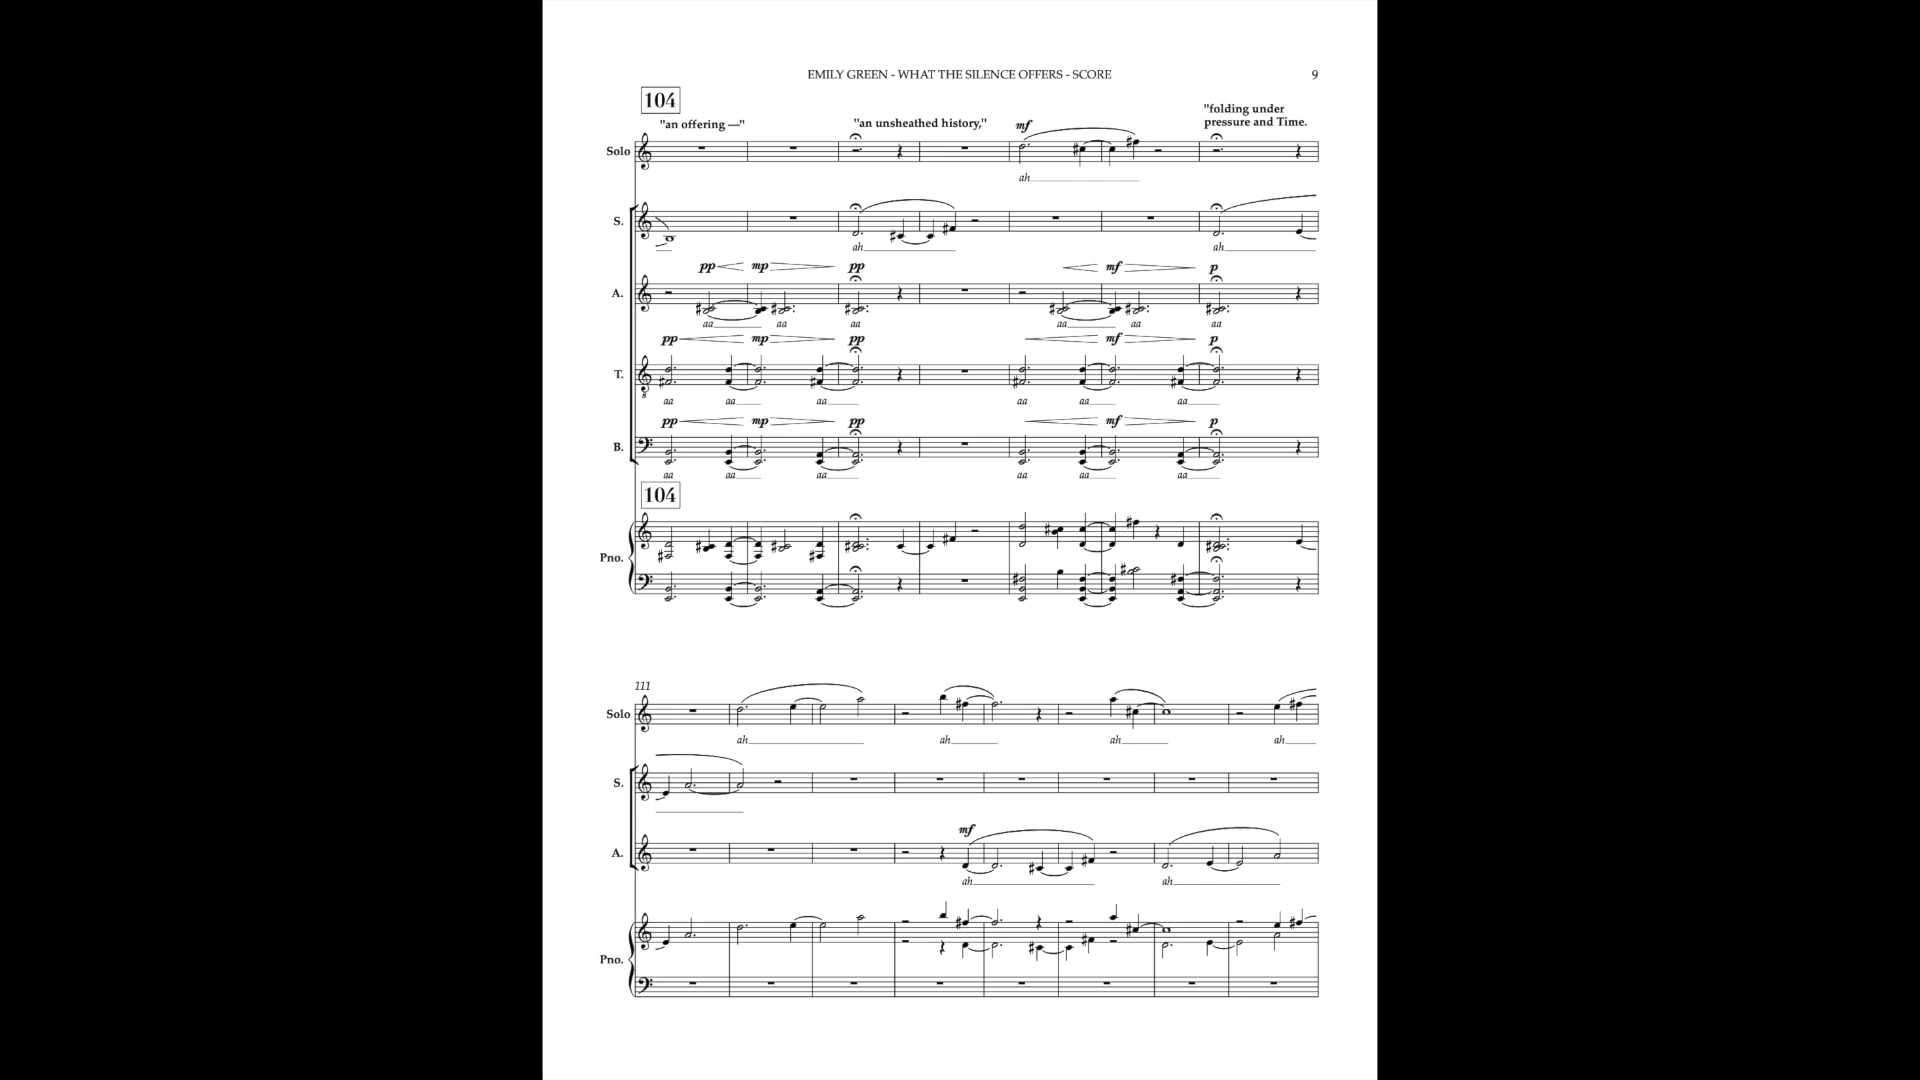 EMILY GREEN - WHAT THE SILENCE OFFERS - SCORE 9
104
"an offering —" "an unsheathed history," mf "folding under
pressure and Time.
Solo
ah
S.
ah ah
pp mp pp mf p
A.
aa aa aa aa aa aa
pp mp pp mf p
T.
8
aa aa aa aa aa aa
pp mp pp mf p
B.
aa aa aa aa aa aa
104
Pno.
111
Solo
ah ah ah ah
S.
mf
A.
ah ah
Pno.